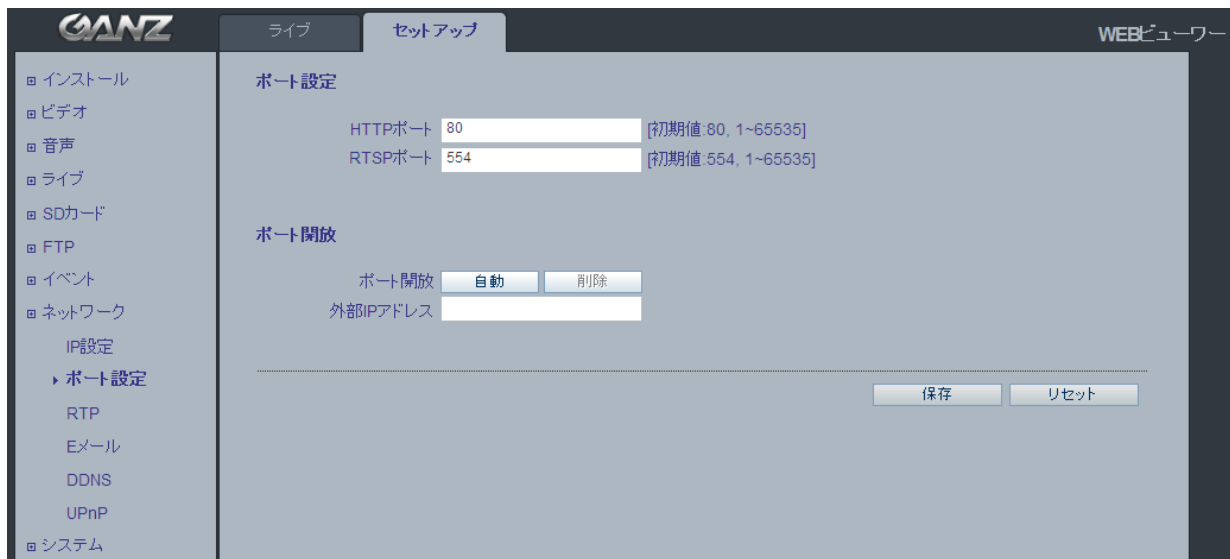 GANZ
ライブ
セットアップ
WEBビューワー
インストール
ビデオ
音声
ライブ
SDカード
FTP
イベント
ネットワーク
IP設定
ポート設定
RTP
Eメール
DDNS
UPnP
システム
ポート設定
HTTPポート 80 [初期値:80, 1~65535]
RTSPポート 554 [初期値:554, 1~65535]
ポート開放
ポート開放 自動 削除
外部IPアドレス
保存 リセット